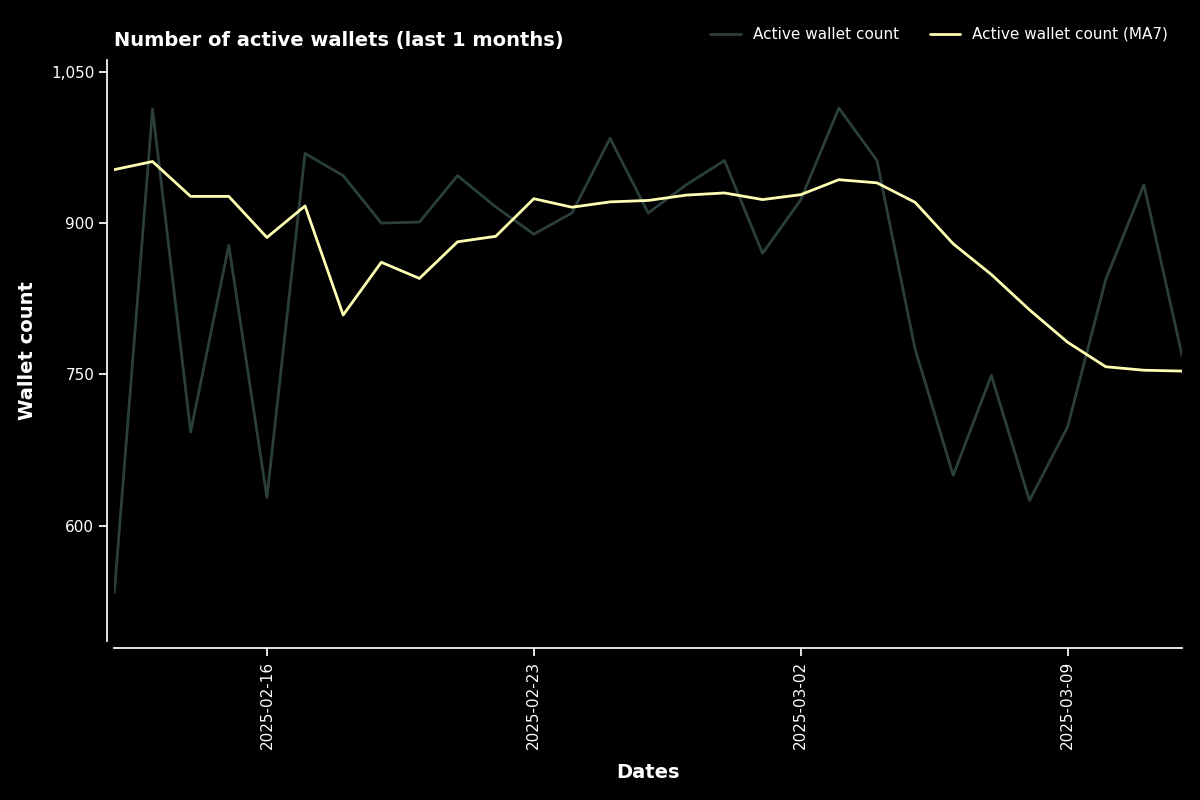 Number of active wallets (last 1 months)
Active wallet count
Active wallet count (MA7)
Wallet count
1,050
900
750
600
2025-02-16
2025-02-23
2025-03-02
2025-03-09
Dates